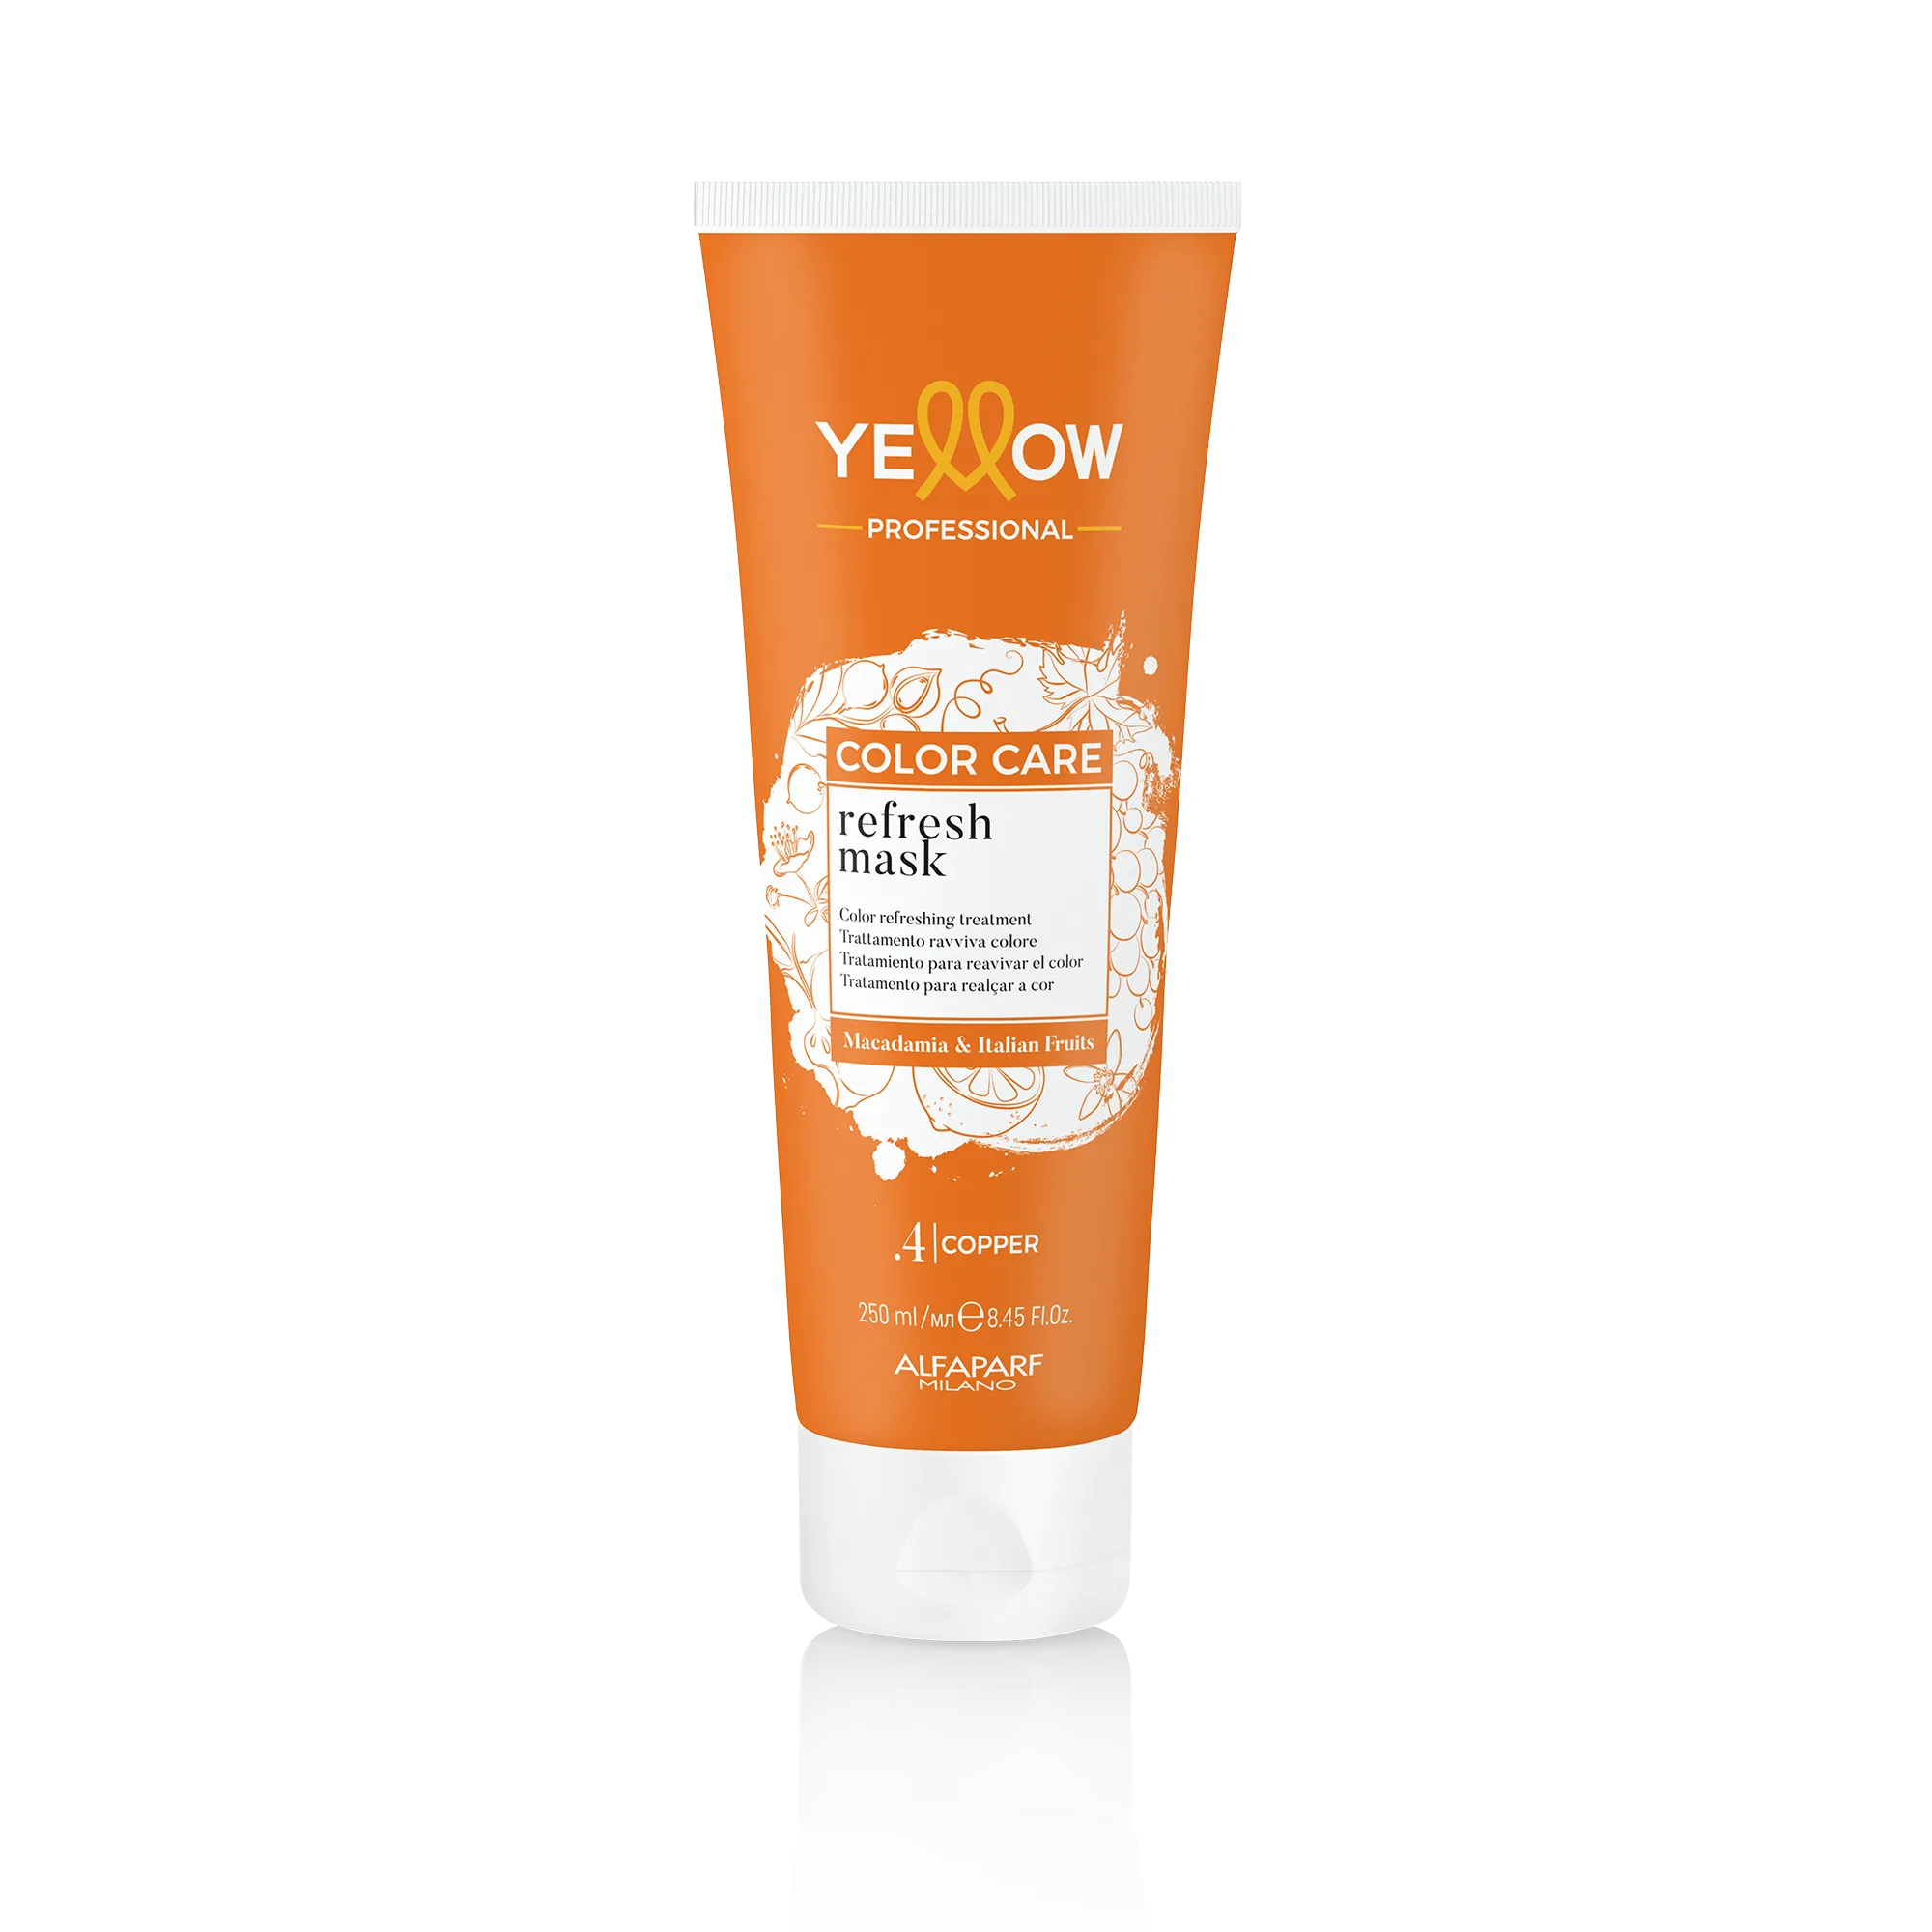 YELLOW
PROFESSIONAL
COLOR CARE
refresh
mask
Color refreshing treatment
Trattamento ravviva colore
Tratamiento para reavivar el color
Tratamento para realçar a cor
Macadamia & Italian Fruits
.4|COPPER
250 ml/мл ℮ 8.45 Fl.Oz.
ALFAPARF
MILANO